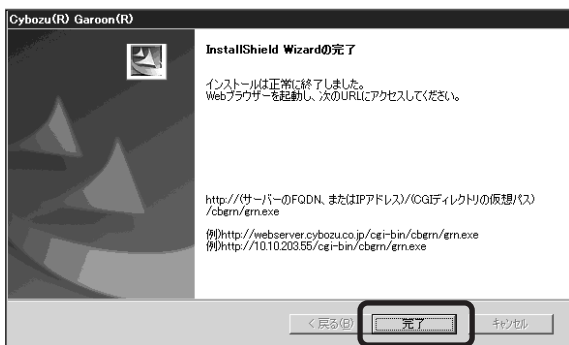 Cybozu(R) Garoon(R)
InstallShield Wizardの完了
インストールは正常に終了しました。
Webブラウザーを起動し、次のURLにアクセスしてください。
http://(サーバーのFQDN、またはIPアドレス)/(CGIディレクトリの仮想パス)
/cbgrn/grn.exe
(例)http://webserver.cybozu.co.jp/cgi-bin/cbgrn/grn.exe
(例)http://10.10.203.55/cgi-bin/cbgrn/grn.exe
< 戻る(B)
完了
キャンセル